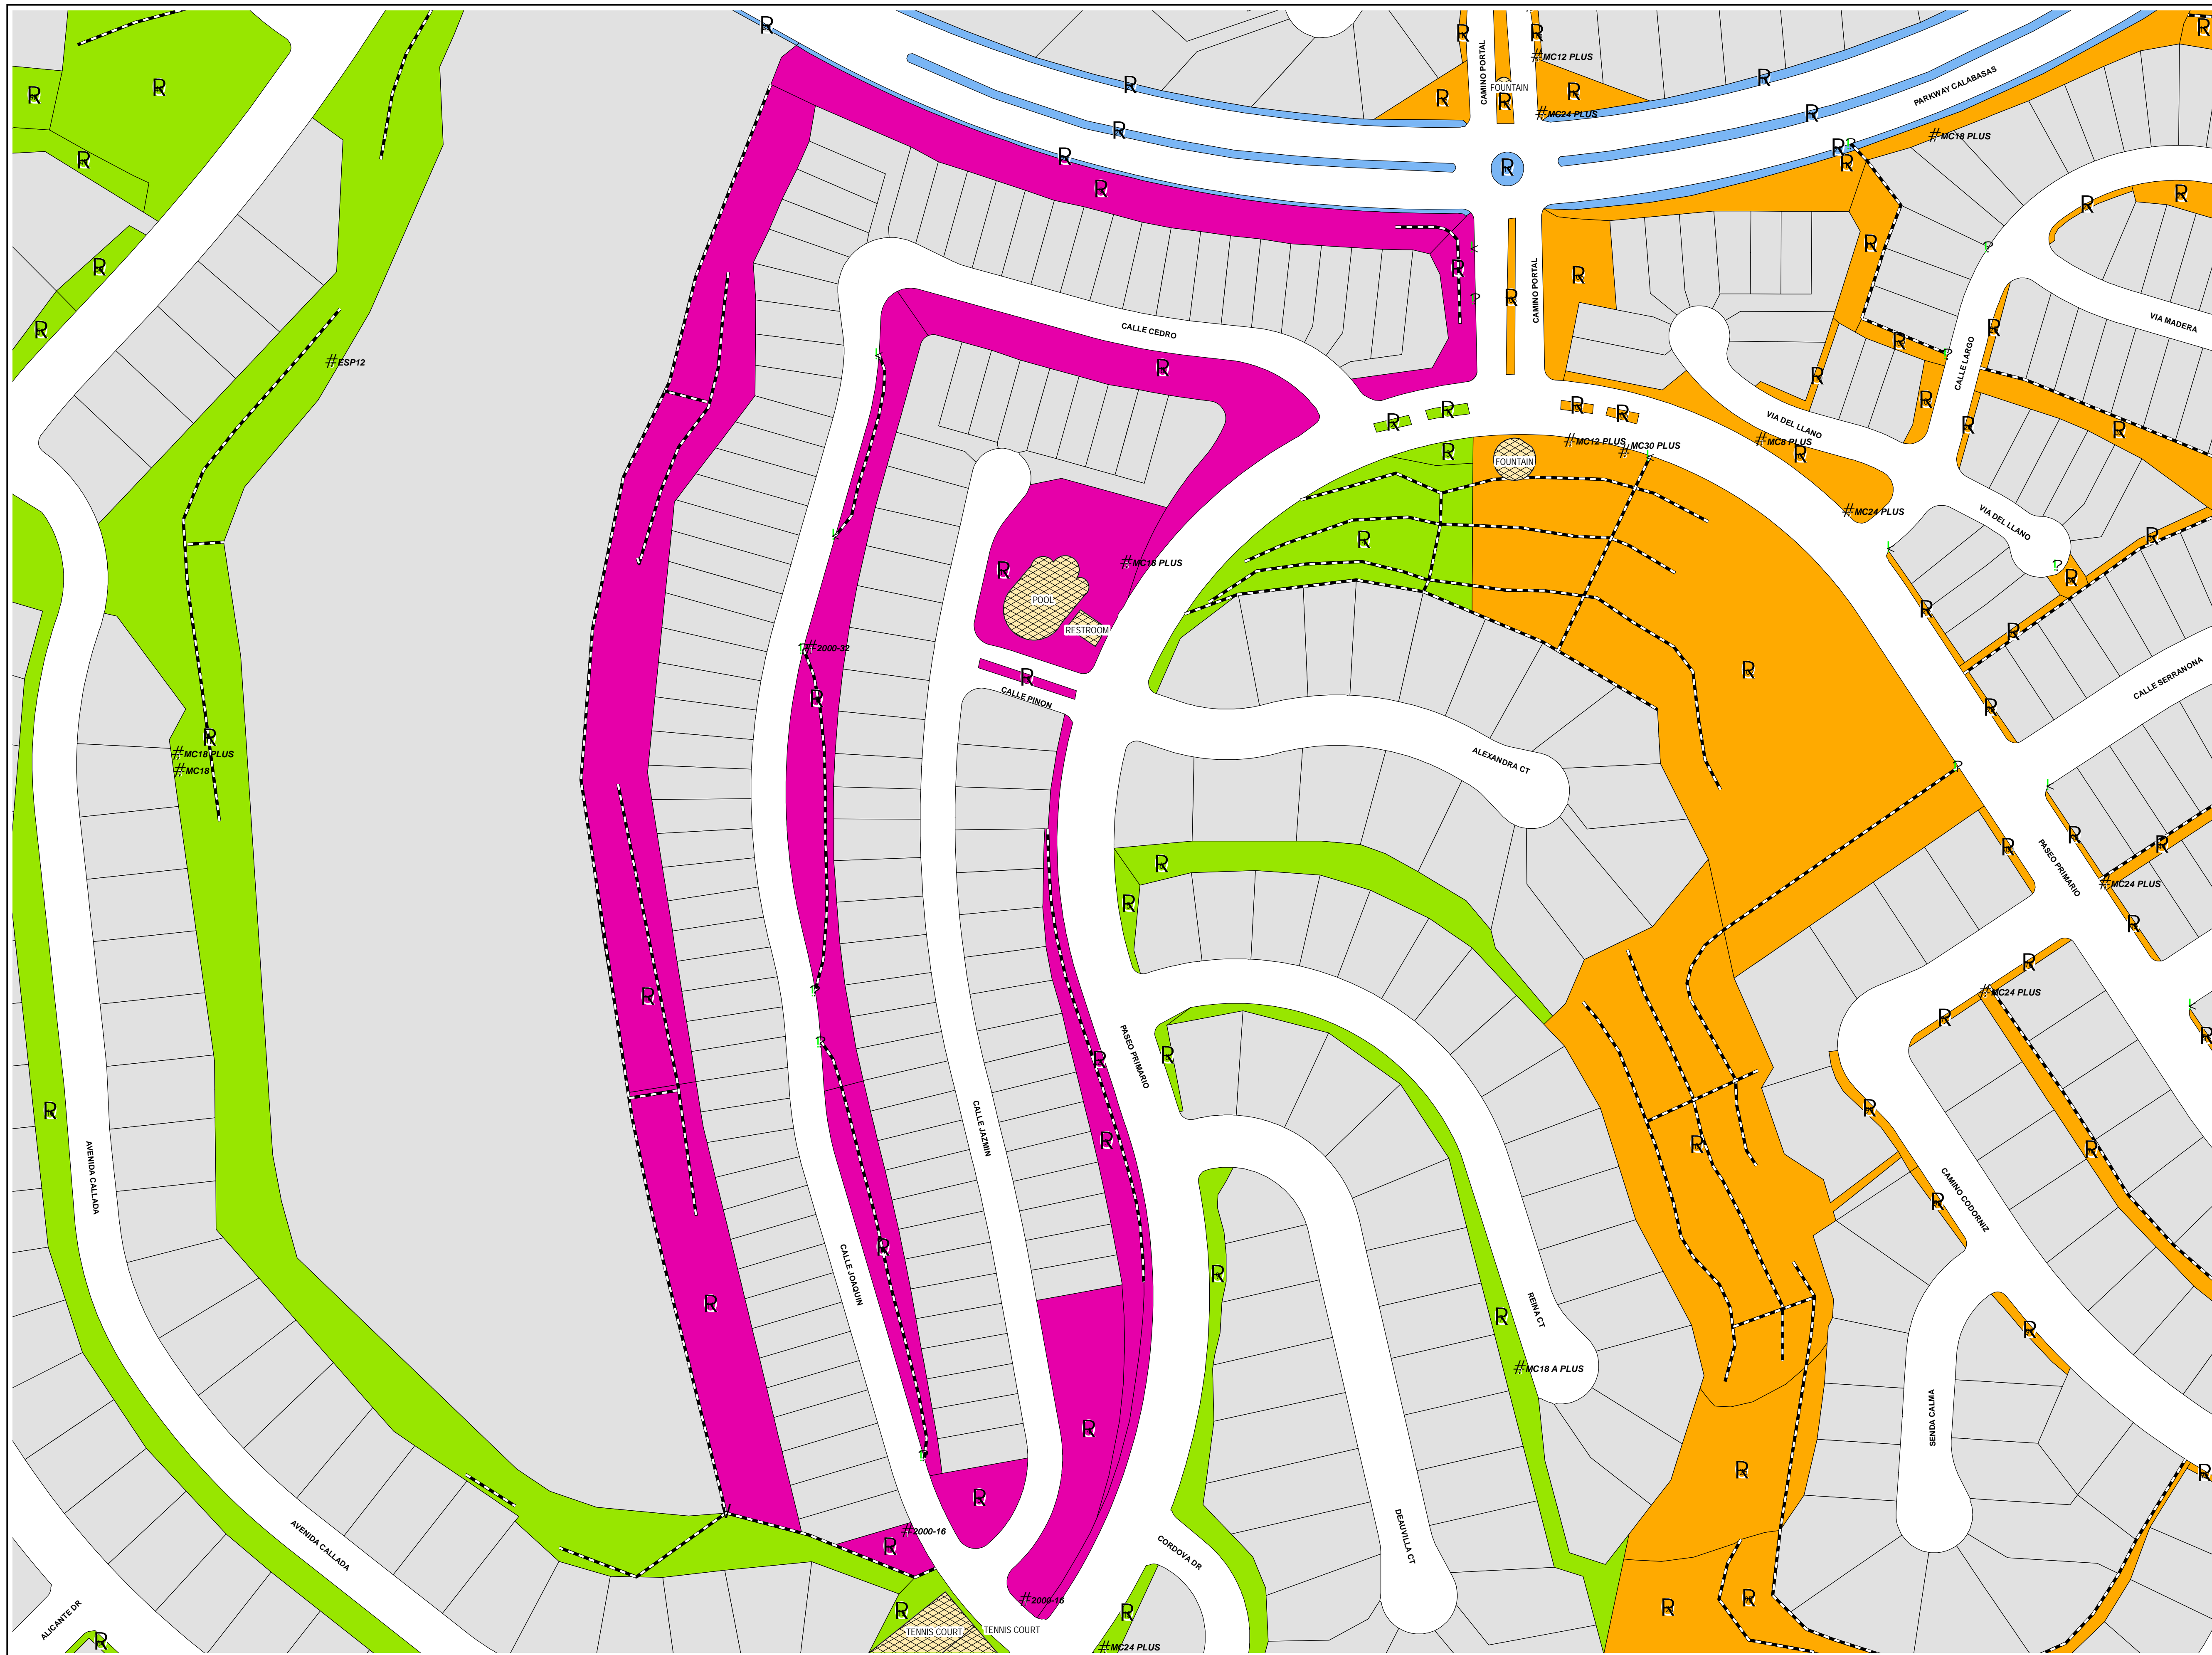 R
R
CAMINO PORTAL
R
#MC12 PLUS
R
R
R
R
R
FOUNTAIN
R
R
R
#MC24 PLUS
R
PARKWAY CALABASAS
R
R
R
R
R
#MC18 PLUS
R
R
R
R
R
R
R
R
R
R
CAMINO PORTAL
R
CALLE CEDRO
R
VIA MADERA
R
R
R
#ESP12
R
CALLE LARGO
R
R
R
R
R
R
VIA DEL LLANO
R
R
R
#MC12 PLUS
#MC30 PLUS
#MC8 PLUS
R
FOUNTAIN
#MC24 PLUS
VIA DEL LLANO
R
R
R
#MC18 PLUS
R
POOL
RESTROOM
R
R
#2000-32
R
R
R
CALLE PINON
CALLE SERRANONA
R
R
#MC18 PLUS
#MC18
ALEXANDRA CT
R
R
R
PASEO PRIMARIO
R
#MC24 PLUS
R
R
R
#MC24 PLUS
R
R
R
PASEO PRIMARIO
R
R
R
R
CALLE JAZMIN
R
R
R
AVENIDA CALLADA
CAMINO CODORNIZ
R
R
R
CALLE JOAQUIN
R
R
REINA CT
R
#MC18 A PLUS
SENDA CALMA
R
R
R
R
AVENIDA CALLADA
#2000-16
R
DEAUVILLA CT
CORDOVA DR
R
R
#2000-16
R
R
ALICANTE DR
TENNIS COURT
TENNIS COURT
R
#MC24 PLUS